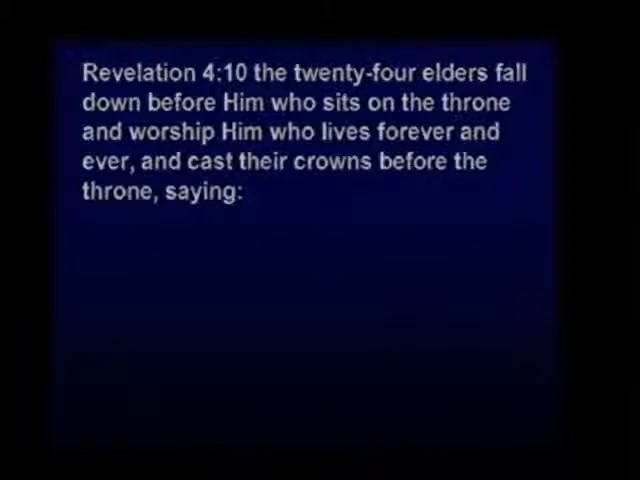 Revelation 4:10 the twenty-four elders fall
down before Him who sits on the throne
and worship Him who lives forever and
ever, and cast their crowns before the
throne, saying: